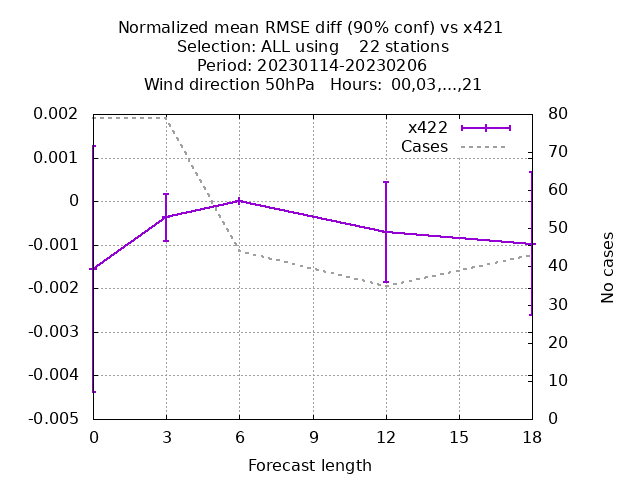 Normalized mean RMSE diff (90% conf) vs x421
Selection: ALL using    22 stations
Period: 20230114-20230206
Wind direction 50hPa   Hours:  00,03,...,21
x422
Cases
0.002
0.001
0
-0.001
-0.002
-0.003
-0.004
-0.005
80
70
60
50
40
30
20
10
0
No cases
0 3 6 9 12 15 18
Forecast length